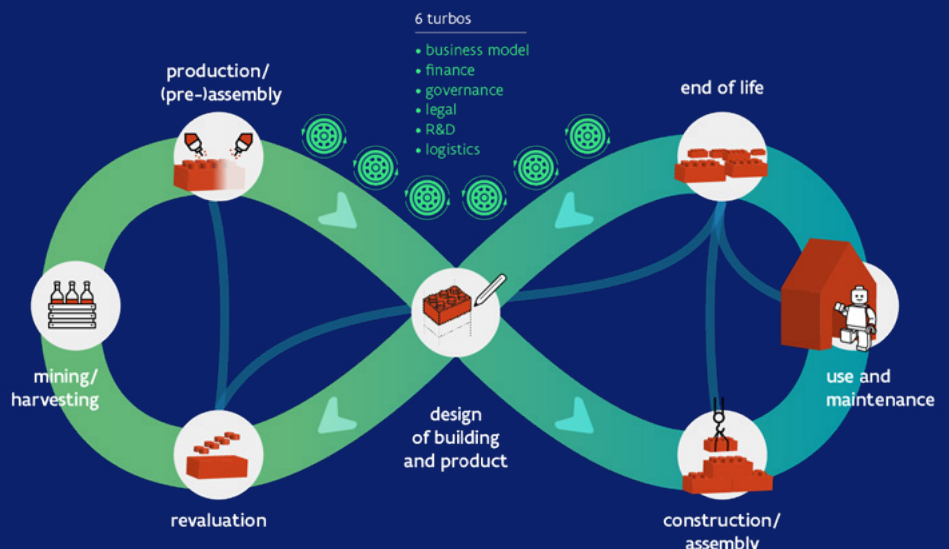 6 turbos
• business model
• finance
• governance
• legal
• R&D
• logistics
production/
(pre-)assembly
end of life
mining/
harvesting
use and
maintenance
design
of building
and product
revaluation
construction/
assembly